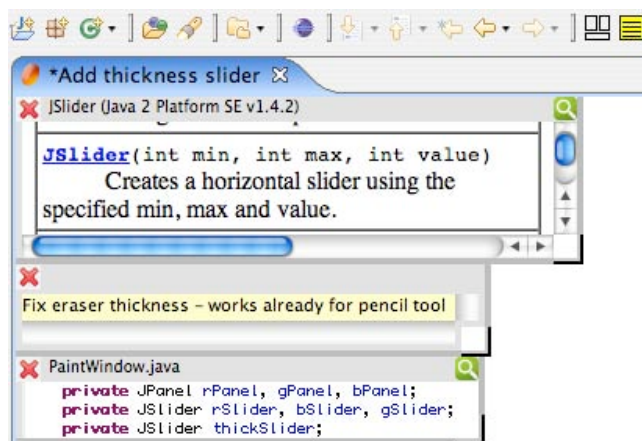 *Add thickness slider
JSlider (Java 2 Platform SE v1.4.2)
JSlider(int min, int max, int value)
Creates a horizontal slider using the
specified min, max and value.
Fix eraser thickness – works already for pencil tool
PaintWindow.java
private JPanel rPanel, gPanel, bPanel;
private JSlider rSlider, bSlider, gSlider;
private JSlider thickSlider;